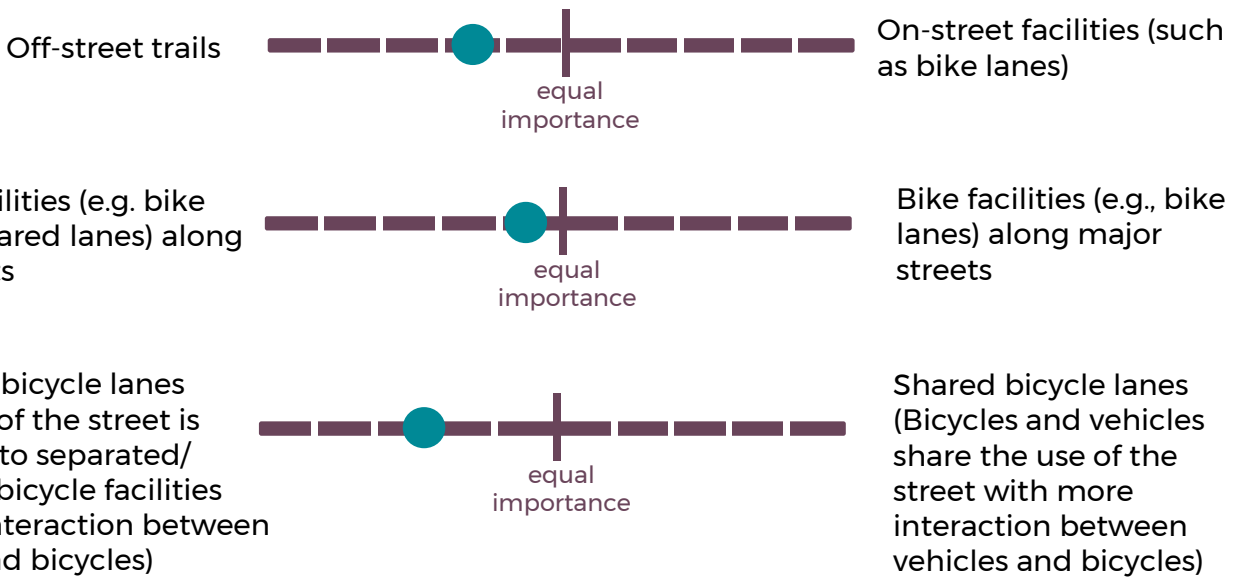 Off-street trails
On-street facilities (such
as bike lanes)
equal
importance
(e.g. bike
lanes) along
Bike facilities (e.g., bike
lanes) along major
streets
equal
importance
bicycle lanes
of the street is
to separated/
bicycle facilities
between
bicycles)
Shared bicycle lanes
(Bicycles and vehicles
share the use of the
street with more
interaction between
vehicles and bicycles)
equal
importance